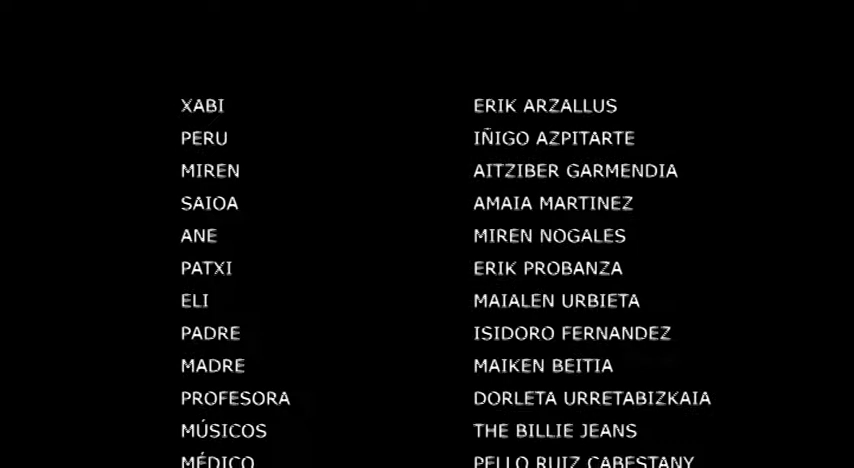 XABI ERIK ARZALLUS
PERU IÑIGO AZPITARTE
MIREN AITZIBER GARMENDIA
SAIOA AMAIA MARTINEZ
ANE MIREN NOGALES
PATXI ERIK PROBANZA
ELI MAIALEN URBIETA
PADRE ISIDORO FERNANDEZ
MADRE MAIKEN BEITIA
PROFESORA DORLETA URRETABIZKAIA
MÚSICOS THE BILLIE JEANS
MÉDICO PELLO RUIZ CABESTANY